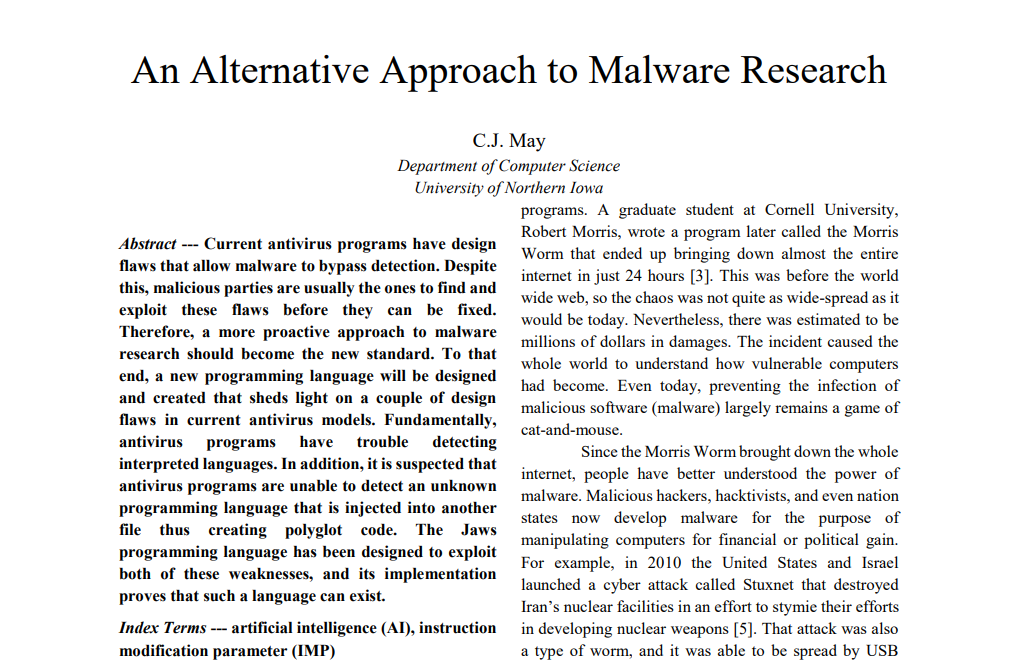 An Alternative Approach to Malware Research
C.J. May
Department of Computer Science
University of Northern Iowa
Abstract --- Current antivirus programs have design
flaws that allow malware to bypass detection. Despite
this, malicious parties are usually the ones to find and
exploit these flaws before they can be fixed.
Therefore, a more proactive approach to malware
research should become the new standard. To that
end, a new programming language will be designed
and created that sheds light on a couple of design
flaws in current antivirus models. Fundamentally,
antivirus programs have trouble detecting
interpreted languages. In addition, it is suspected that
antivirus programs are unable to detect an unknown
programming language that is injected into another
file thus creating polyglot code. The Jaws
programming language has been designed to exploit
both of these weaknesses, and its implementation
proves that such a language can exist.
Index Terms --- artificial intelligence (AI), instruction
modification parameter (IMP)
programs. A graduate student at Cornell University,
Robert Morris, wrote a program later called the Morris
Worm that ended up bringing down almost the entire
internet in just 24 hours [3]. This was before the world
wide web, so the chaos was not quite as wide-spread as it
would be today. Nevertheless, there was estimated to be
millions of dollars in damages. The incident caused the
whole world to understand how vulnerable computers
had become. Even today, preventing the infection of
malicious software (malware) largely remains a game of
cat-and-mouse.
Since the Morris Worm brought down the whole
internet, people have better understood the power of
malware. Malicious hackers, hacktivists, and even nation
states now develop malware for the purpose of
manipulating computers for financial or political gain.
For example, in 2010 the United States and Israel
launched a cyber attack called Stuxnet that destroyed
Iran's nuclear facilities in an effort to stymie their efforts
in developing nuclear weapons [5]. That attack was also
a type of worm, and it was able to be spread by USB